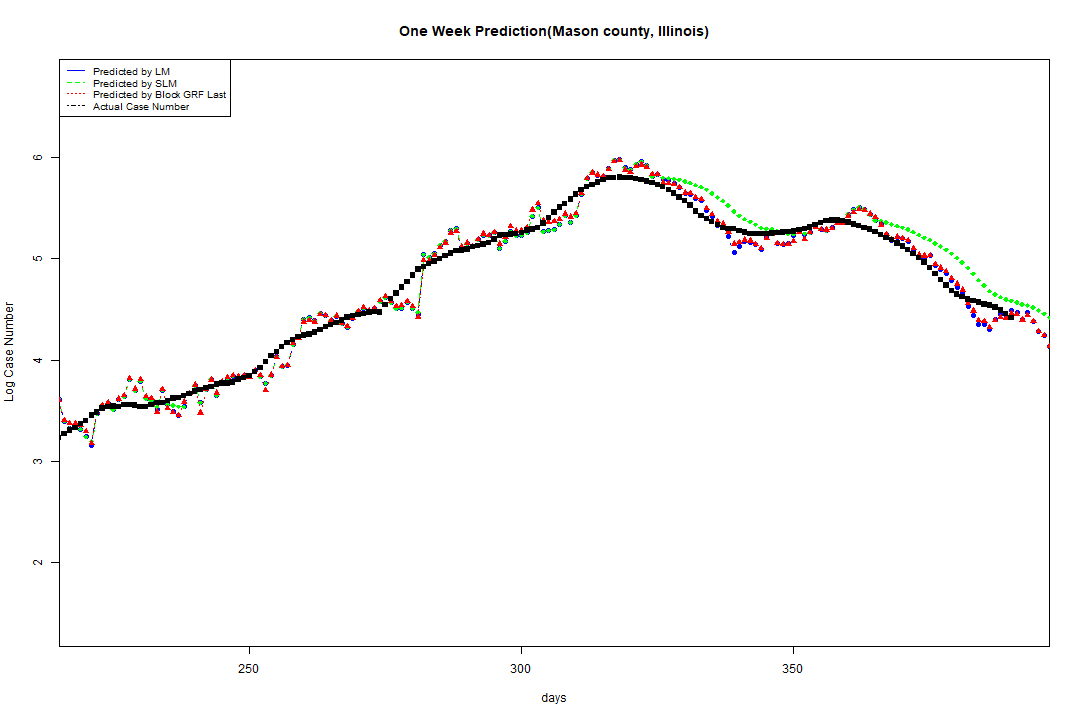 One Week Prediction(Mason county, Illinois)
Predicted by LM
Predicted by SLM
Predicted by Block GRF Last
Actual Case Number
6
5
4
3
2
Log Case Number
250
300
350
days